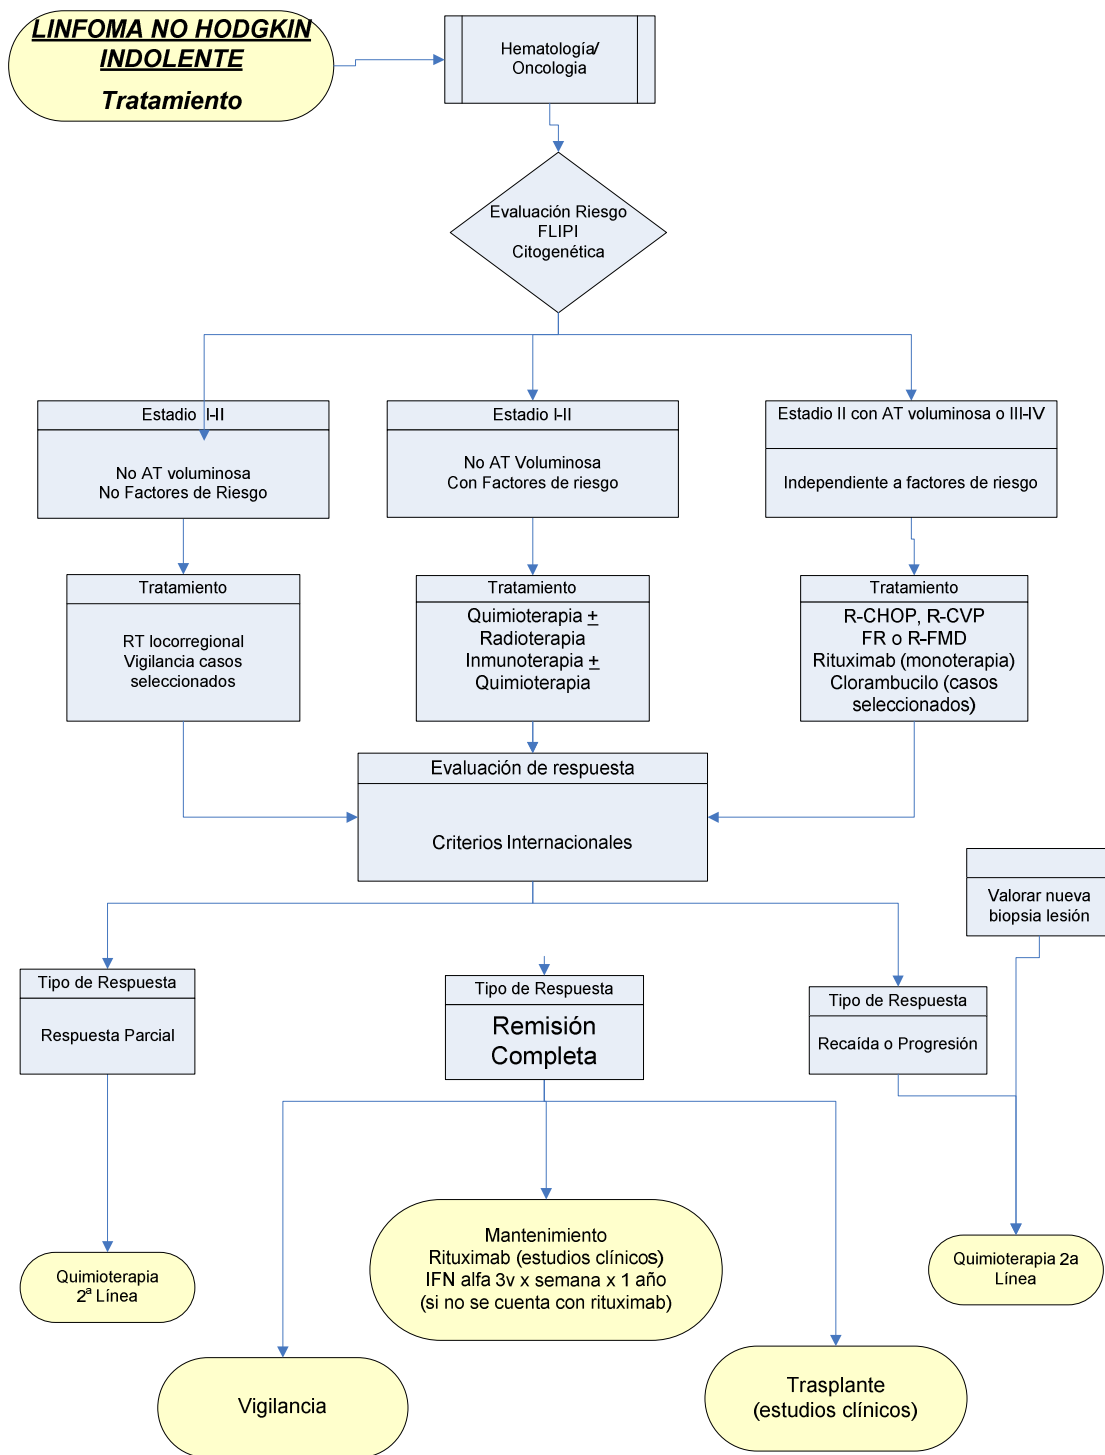 LINFOMA NO HODGKIN
INDOLENTE
Tratamiento
Hematología/
Oncologia
Evaluación Riesgo
FLIPI
Citogenética
Estadio I-II
No AT voluminosa
No Factores de Riesgo
Estadio I-II
No AT Voluminosa
Con Factores de riesgo
Estadio II con AT voluminosa o III-IV
Independiente a factores de riesgo
Tratamiento
RT locorregional
Vigilancia casos
seleccionados
Tratamiento
Quimioterapia ±
Radioterapia
Inmunoterapia ±
Quimioterapia
Tratamiento
R-CHOP, R-CVP
FR o R-FMD
Rituximab (monoterapia)
Clorambucilo (casos
seleccionados)
Evaluación de respuesta
Criterios Internacionales
Valorar nueva
biopsia lesión
Tipo de Respuesta
Respuesta Parcial
Tipo de Respuesta
Remisión
Completa
Tipo de Respuesta
Recaída o Progresión
Quimioterapia
2ª Línea
Mantenimiento
Rituximab (estudios clínicos)
IFN alfa 3v x semana x 1 año
(si no se cuenta con rituximab)
Quimioterapia 2a
Línea
Vigilancia
Trasplante
(estudios clínicos)